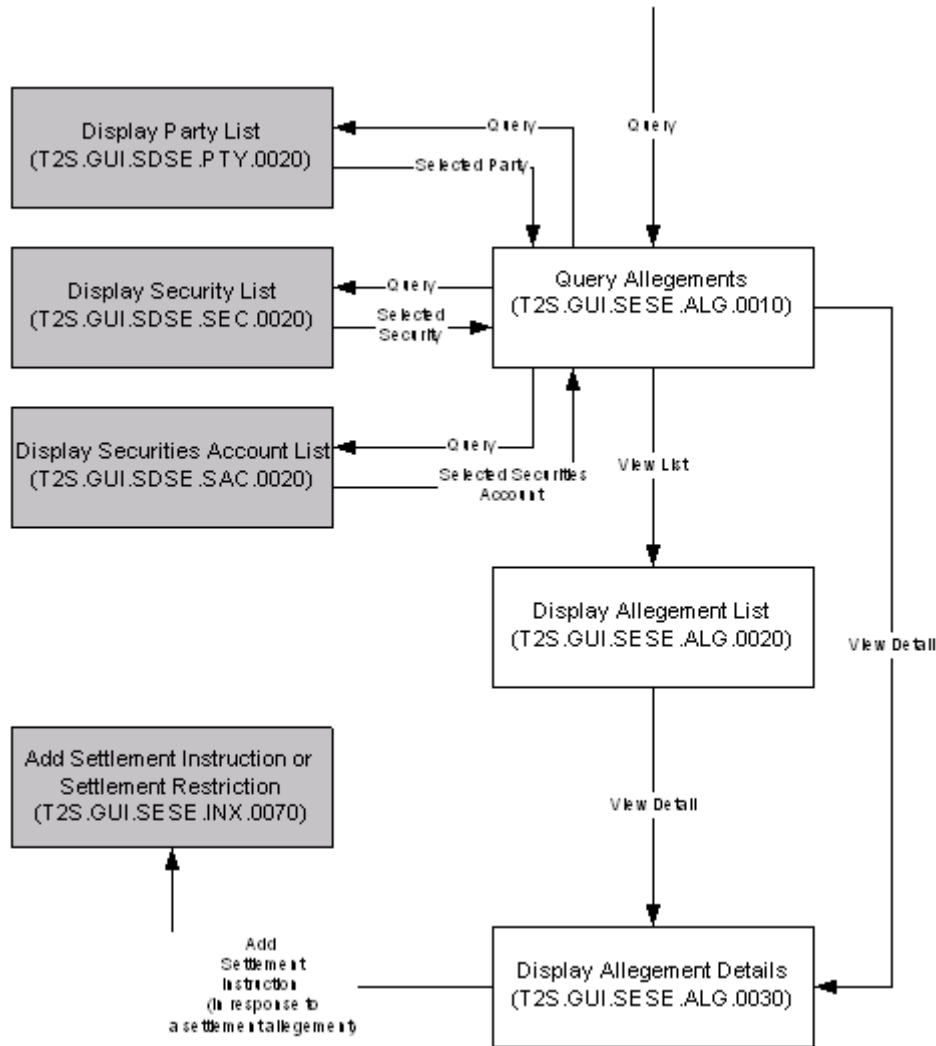 Query
Query
Display Party List
(T2S.GUI.SDSE.PTY.0020)
Selected Party
Display Security List
(T2S.GUI.SDSE.SEC.0020)
Query
Selected
Security
Query Allegements
(T2S.GUI.SESE.ALG.0010)
Display Securities Account List
(T2S.GUI.SDSE.SAC.0020)
Query
Selected Securities
Account
View List
Display Allegement List
(T2S.GUI.SESE.ALG.0020)
View Detail
Add Settlement Instruction or
Settlement Restriction
(T2S.GUI.SESE.INX.0070)
View Detail
Add
Settlement
Instruction
(in response to
a settlement allegement)
Display Allegement Details
(T2S.GUI.SESE.ALG.0030)